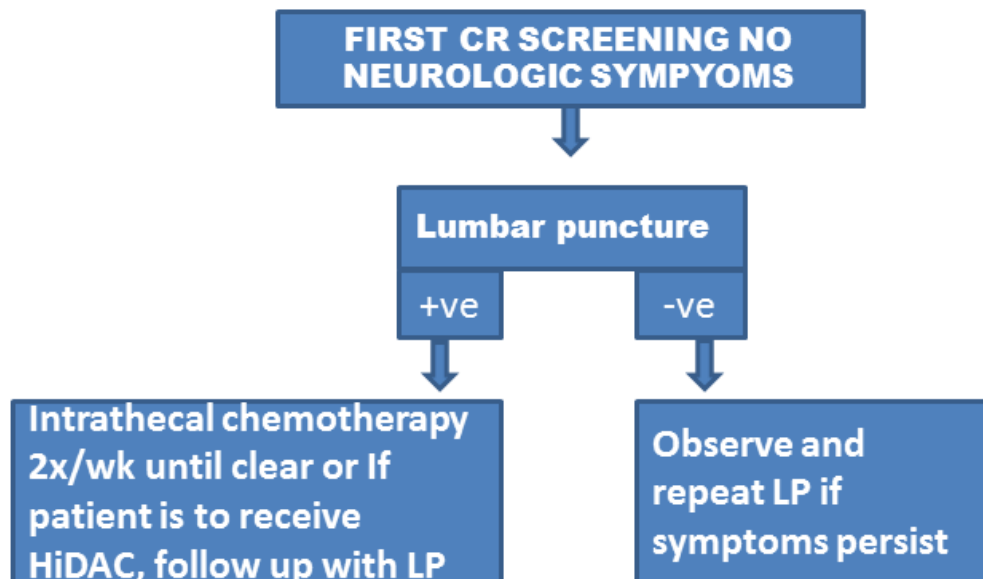 FIRST CR SCREENING NO
NEUROLOGIC SYMPYOMS
Lumbar puncture
+ve
-ve
Intrathecal chemotherapy
2x/wk until clear or If
patient is to receive
HiDAC, follow up with LP
Observe and
repeat LP if
symptoms persist